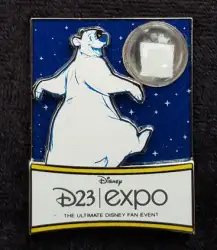 Disney
D23 | expo
THE ULTIMATE DISNEY FAN EVENT